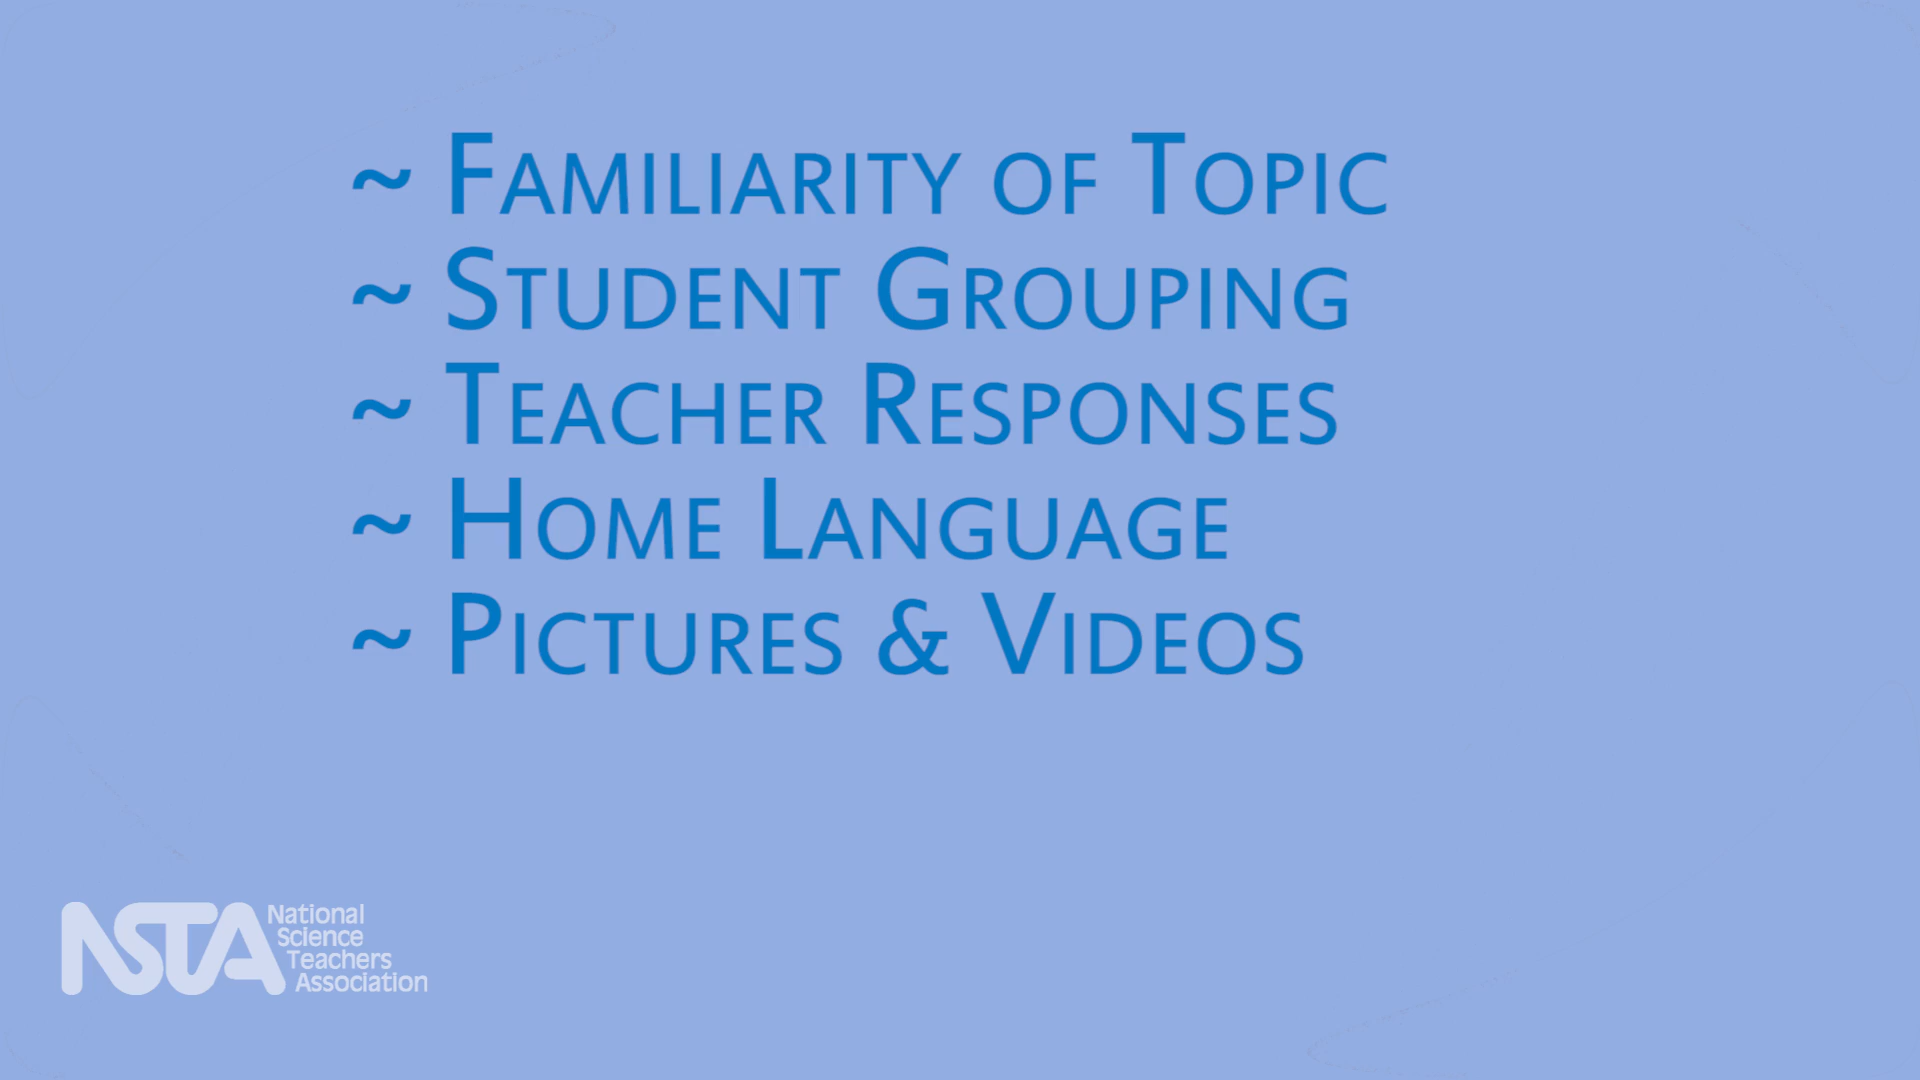 ~ Familiarity of Topic
~ Student Grouping
~ Teacher Responses
~ Home Language
~ Pictures & Videos
NSTA
National
Science
Teachers
Association